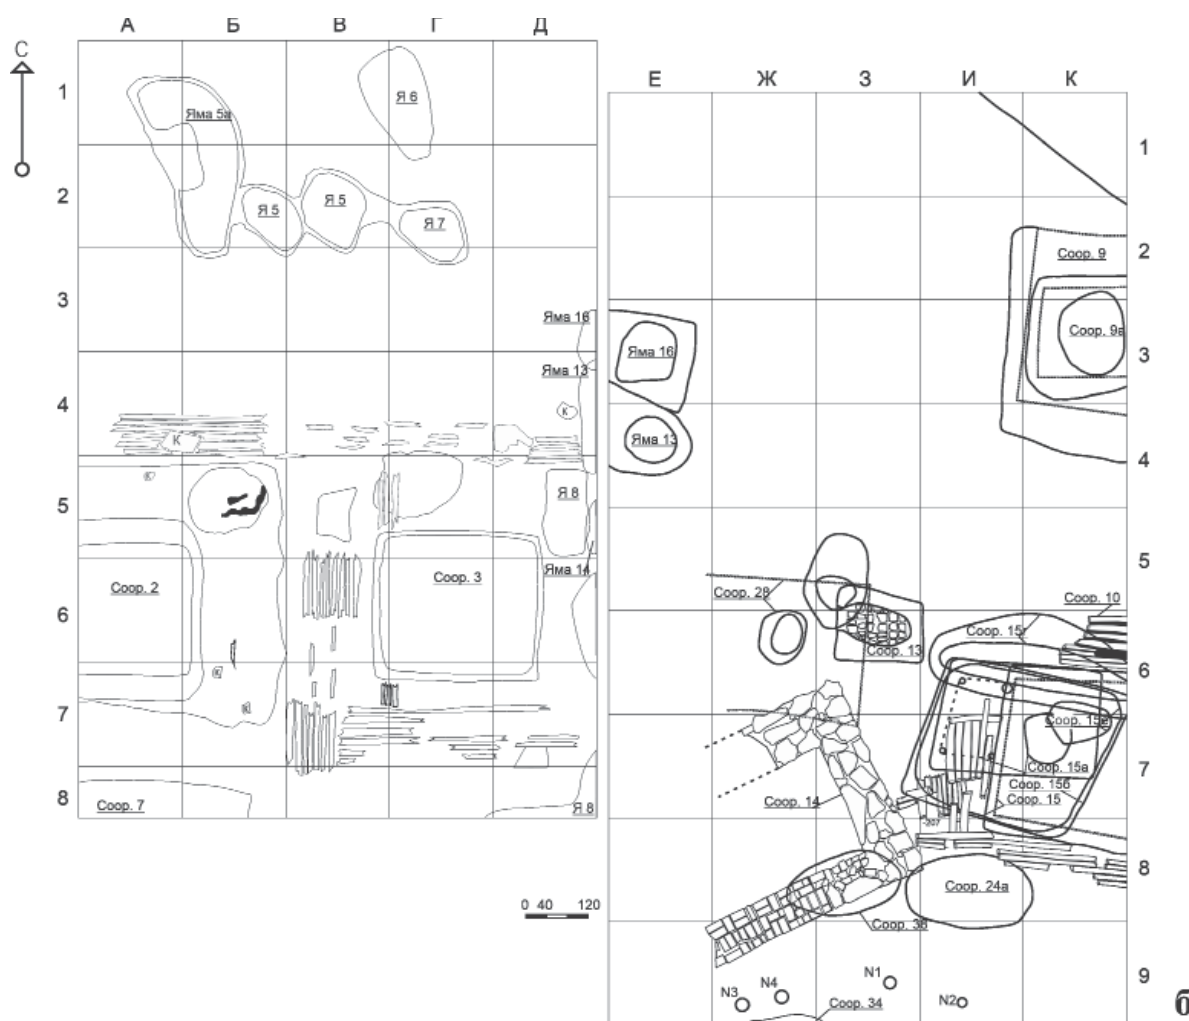 А Б В Г Д
С
1
Яма 5а
Я 6
2
Я 5
Я 5
Я 7
3
Яма 16
Яма 13
4
К
К
К
5
Я 8
Яма 14
Соор. 2
Соор. 3
6
К
К
7
8
Соор. 7
Я 8
0 40 120
Е Ж З И К
1
2
Соор. 9
Соор. 9а
Яма 16
3
Яма 13
4
5
Соор. 28
Соор. 10
Соор. 15г
Соор. 13
6
Соор. 15в
Соор. 15а
7
Соор. 15б
Соор. 14
Соор. 15
-207
8
Соор. 24а
Соор. 36
9
N1
N4
N3
N2
Соор. 34
б